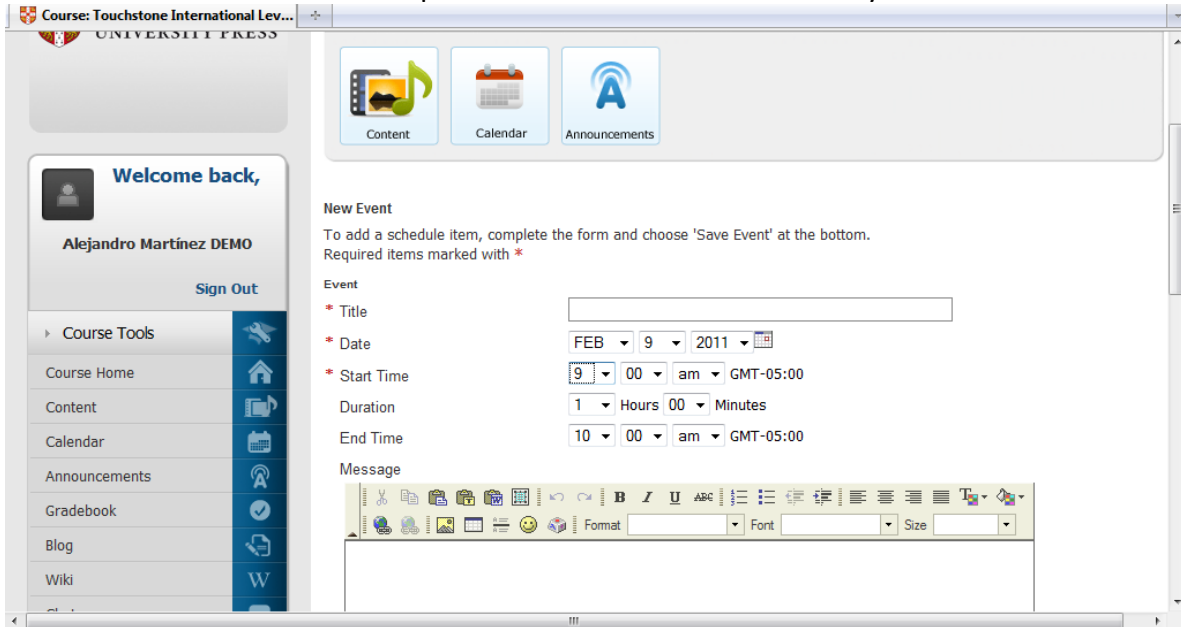 Course: Touchstone International Lev...
UNIVERSITY PRESS
Content
Calendar
Announcements
Welcome back,
Alejandro Martínez DEMO
Sign Out
Course Tools
Course Home
Content
Calendar
Announcements
Gradebook
Blog
Wiki
New Event
To add a schedule item, complete the form and choose 'Save Event' at the bottom.
Required items marked with *
Event
* Title
* Date FEB 9 2011
* Start Time 9 00 am GMT-05:00
Duration 1 Hours 00 Minutes
End Time 10 00 am GMT-05:00
Message
B I U ABC
Format Font Size